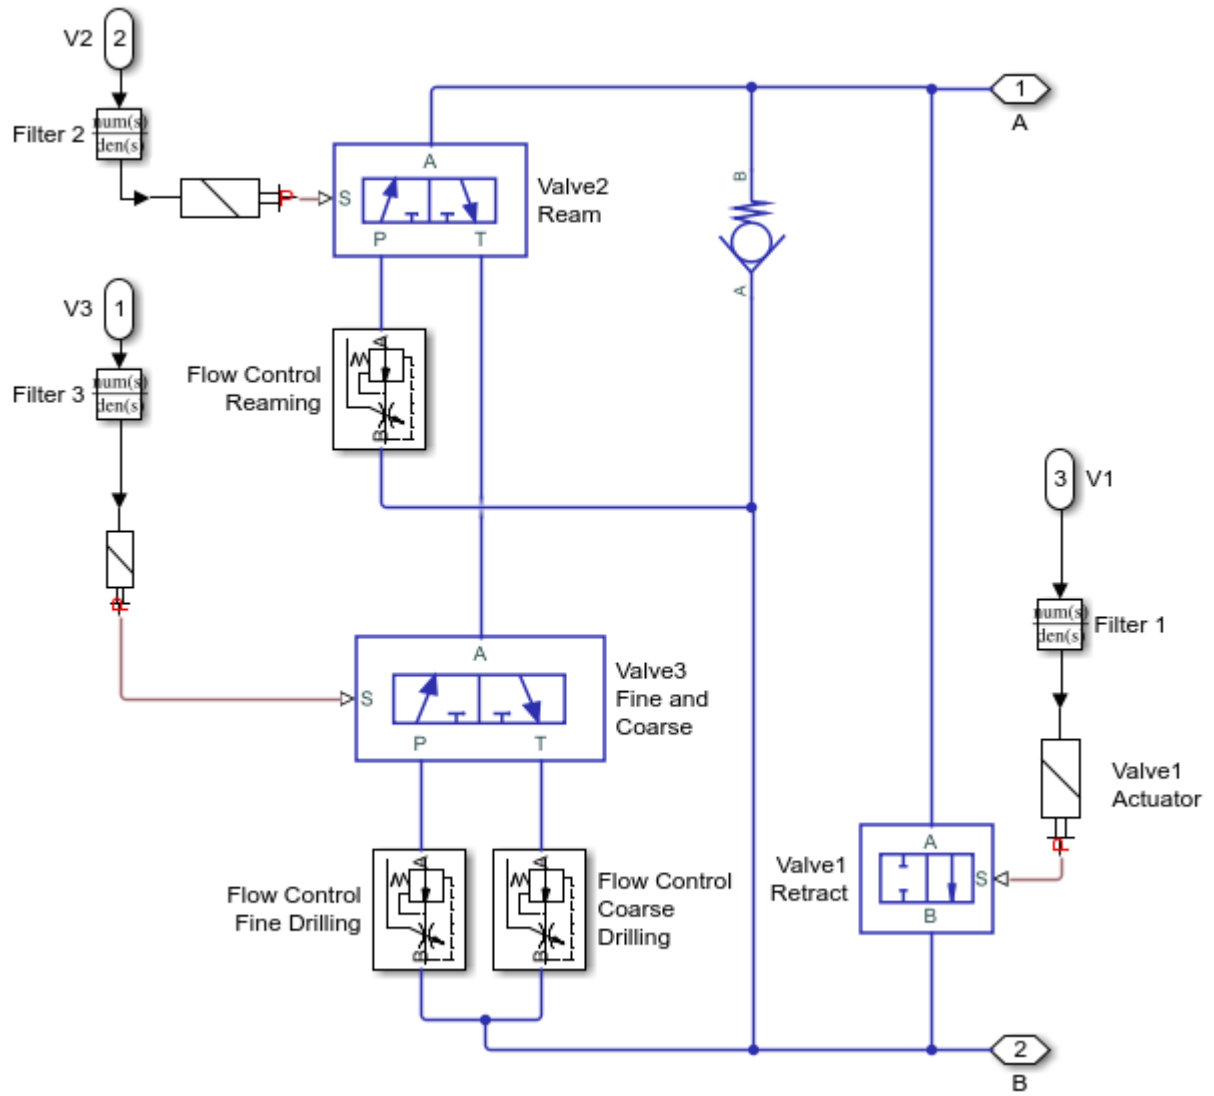 V2
2
Filter 2
num(s)
den(s)
1
A
A
S
P
T
Valve2
Ream
B
A
V3
1
Filter 3
num(s)
den(s)
Flow Control
Reaming
A
B
3
V1
num(s)
den(s)
Filter 1
A
S
P
T
Valve3
Fine and
Coarse
Valve1
Actuator
Valve1
Retract
A
S
B
Flow Control
Fine Drilling
A
B
A
B
Flow Control
Coarse
Drilling
2
B